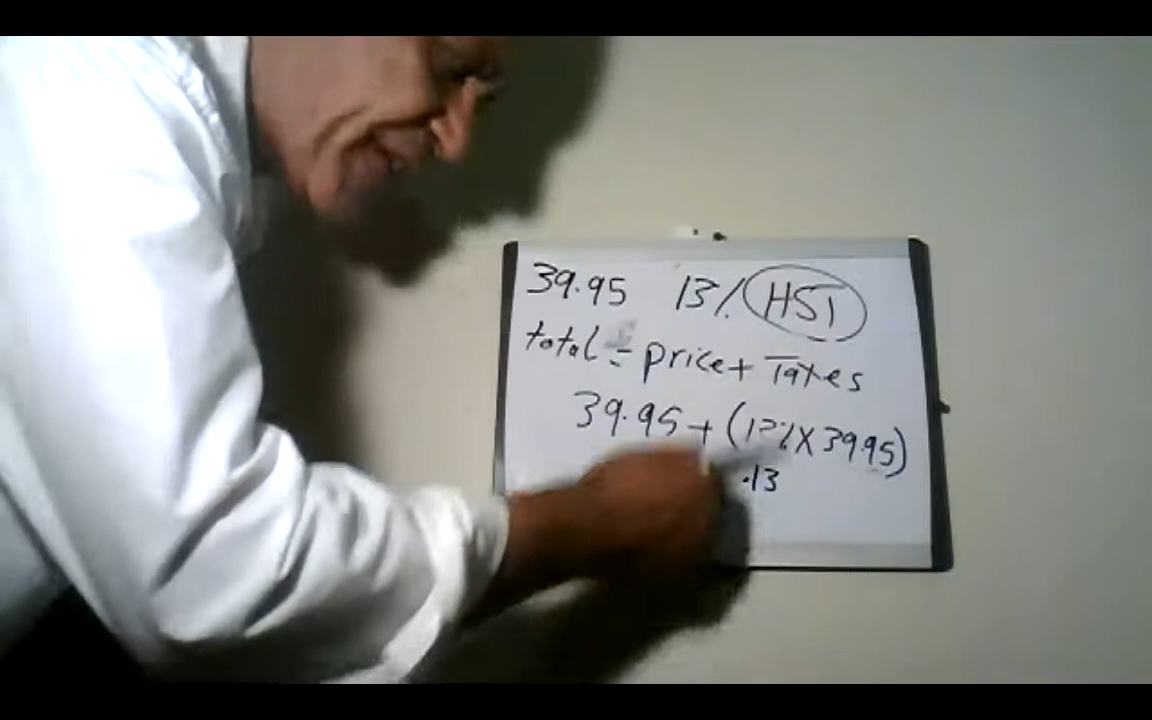 39.95 13% HST
total = price + Taxes
39.95 + (13% X 39.95)
.13